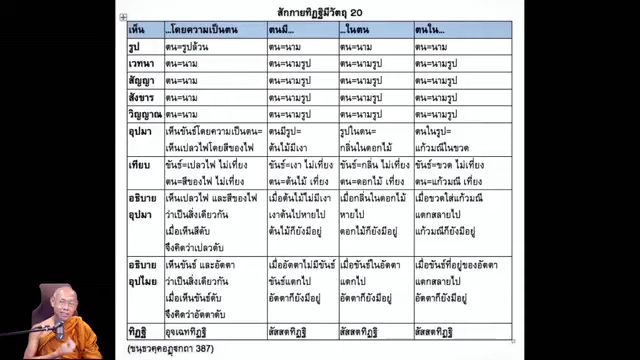 สักกายทิฏฐิมีวัตถุ 20
เห็น ...โดยความเป็นตน ตนมี... ...ในตน ตนใน...
รูป ตน=รูปล้วน ตน=นาม ตน=นาม ตน=นาม
เวทนา ตน=นาม ตน=นามรูป ตน=นามรูป ตน=นามรูป
สัญญา ตน=นาม ตน=นามรูป ตน=นามรูป ตน=นามรูป
สังขาร ตน=นาม ตน=นามรูป ตน=นามรูป ตน=นามรูป
วิญญาณ ตน=นาม ตน=นามรูป ตน=นามรูป ตน=นามรูป
อุปมา เห็นขันธ์โดยความเป็นตน= ตนมีรูป= รูปในตน= ตนในรูป=
เห็นเปลวไฟโดยสีของไฟ ต้นไม้มีเงา กลิ่นในดอกไม้ แก้วมณีในขวด
เทียบ ขันธ์=เปลวไฟ ไม่เที่ยง ขันธ์=เงา ไม่เที่ยง ขันธ์=กลิ่น ไม่เที่ยง ขันธ์=ขวด ไม่เที่ยง
ตน=สีของไฟ ไม่เที่ยง ตน=ต้นไม้ เที่ยง ตน=ดอกไม้ เที่ยง ตน=แก้วมณี เที่ยง
อธิบาย เห็นเปลวไฟ และสีของไฟ เมื่อต้นไม้ไม่มีเงา เมื่อกลิ่นในดอกไม้ เมื่อขวดใส่แก้วมณี
อุปมา ว่าเป็นสิ่งเดียวกัน เงาต้นไม้หายไป หายไป แตกสลายไป
เมื่อเห็นสีดับ ต้นไม้ก็ยังมีอยู่ ดอกไม้ก็ยังมีอยู่ แก้วมณีก็ยังมีอยู่
จึงคิดว่าเปลวดับ
อธิบาย เห็นขันธ์ และอัตตา เมื่ออัตตาไม่มีขันธ์ เมื่อขันธ์ในอัตตา เมื่อขันธ์ที่อยู่ของอัตตา
อุปไมย ว่าเป็นสิ่งเดียวกัน ขันธ์แตกไป แตกไป แตกสลายไป
เมื่อเห็นขันธ์ดับ อัตตาก็ยังมีอยู่ อัตตาก็ยังมีอยู่ อัตตาก็ยังมีอยู่
จึงคิดว่าอัตตาดับ
ทิฏฐิ อุจเฉททิฏฐิ สัสสตทิฏฐิ สัสสตทิฏฐิ สัสสตทิฏฐิ
(ขนฺธวคฺคอฏฺฐกถา 387)